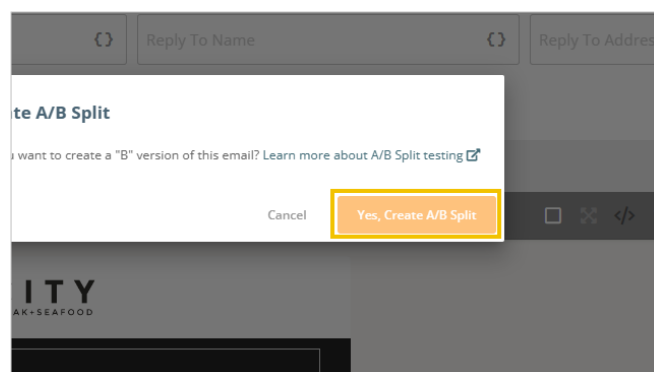 Reply To Name
Reply To Addres
te A/B Split
want to create a "B" version of this email? Learn more about A/B Split testing
Cancel
Yes, Create A/B Split
</>
ITY
AK+SEAFOOD